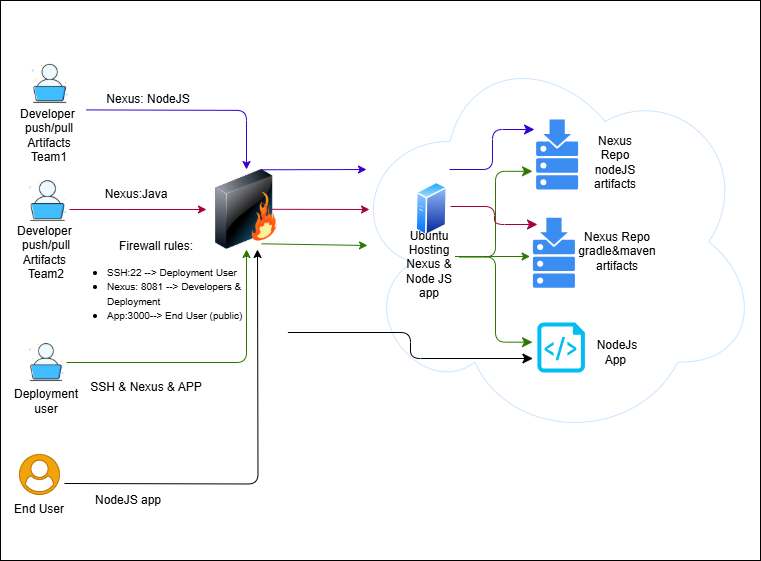 Nexus: NodeJS
Developer
push/pull
Artifacts
Team1
Nexus:Java
Developer
push/pull
Artifacts
Team2
Firewall rules:
SSH:22 --> Deployment User
Nexus: 8081 --> Developers &
Deployment
App:3000--> End User (public)
SSH & Nexus & APP
Deployment
user
NodeJS app
End User
Ubuntu
Hosting
Nexus &
Node JS
app
Nexus
Repo
nodeJS
artifacts
Nexus Repo
gradle&maven
artifacts
</>
NodeJs
App